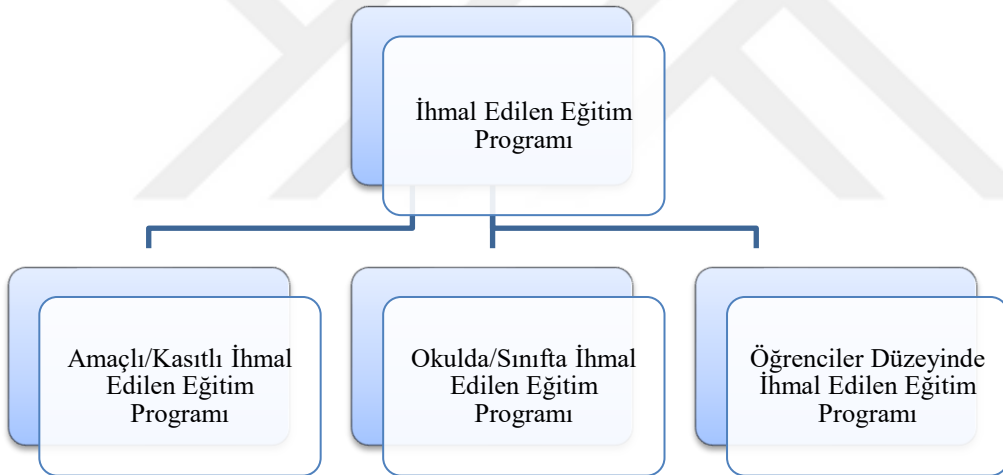 İhmal Edilen Eğitim
Programı
Amaçlı/Kasıtlı İhmal
Edilen Eğitim
Programı
Okulda/Sınıfta İhmal
Edilen Eğitim
Programı
Öğrenciler Düzeyinde
İhmal Edilen Eğitim
Programı